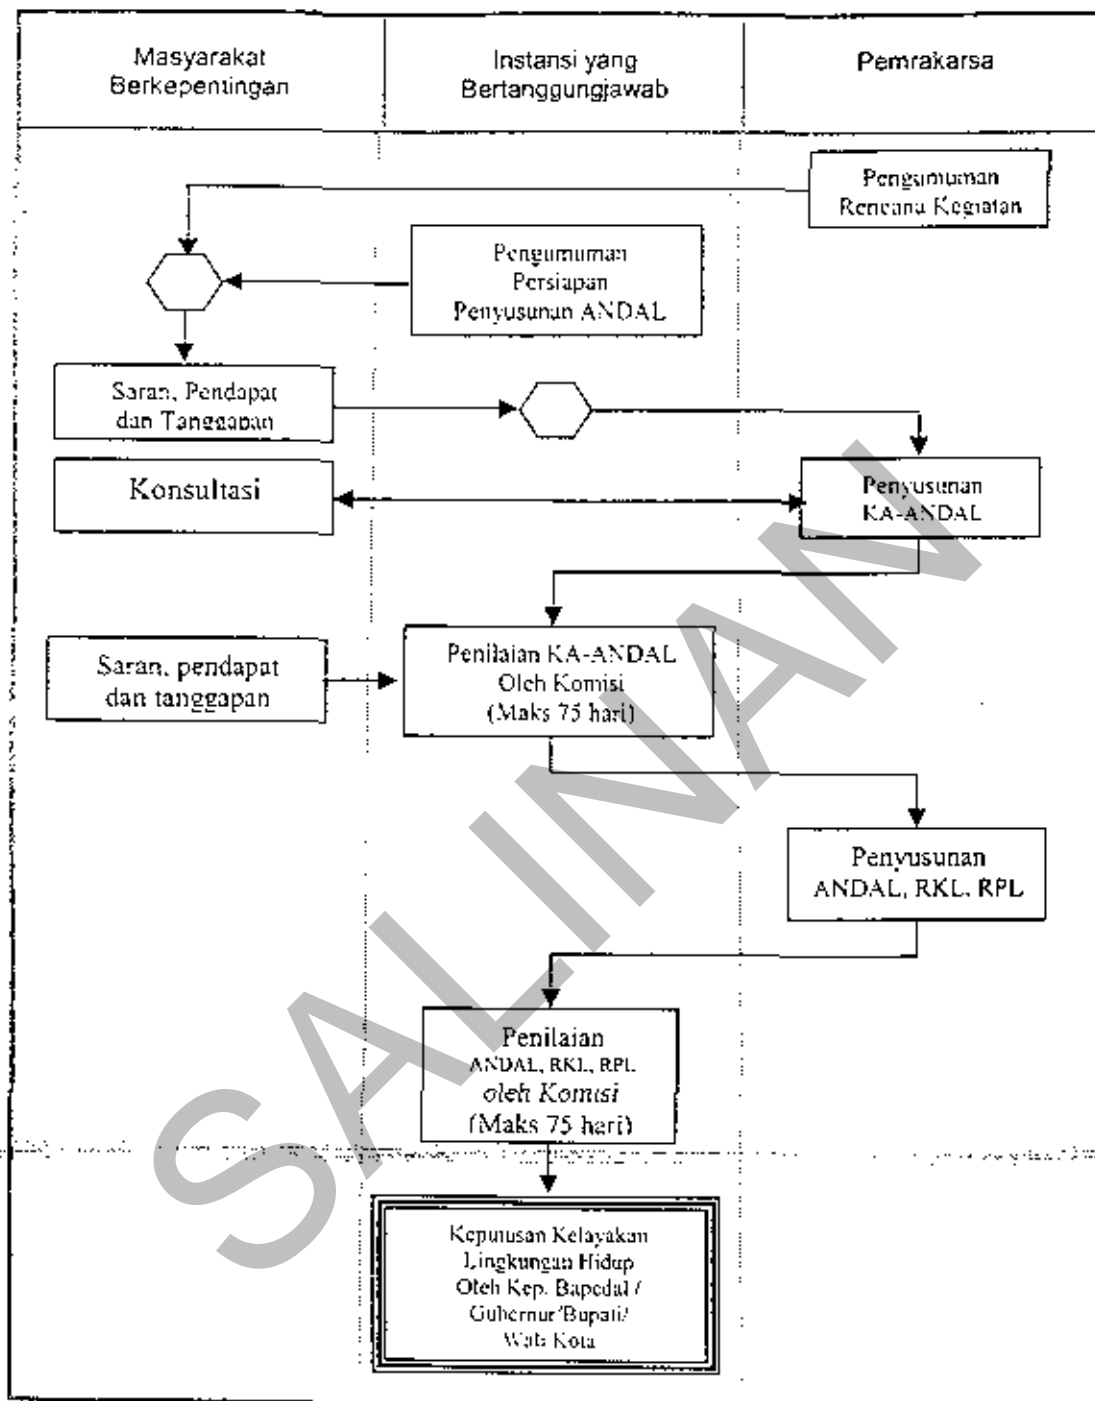 Masyarakat
Berkepentingan
Instansi yang
Bertanggungjawab
Pemrakarsa
Pengumuman
Rencana Kegiatan
Pengumuman
Persiapan
Penyusunan ANDAL
Saran, Pendapat
dan Tanggapan
Konsultasi
Penyusunan
KA-ANDAL
Saran, pendapat
dan tanggapan
Penilaian KA-ANDAL
Oleh Komisi
(Maks 75 hari)
Penyusunan
ANDAL, RKL, RPL
Penilaian
ANDAL, RKL, RPL
oleh Komisi
(Maks 75 hari)
Keputusan Kelayakan
Lingkungan Hidup
Oleh Kep. Bapedal /
Gubernur/Bupati/
Wali Kota
SALINAN